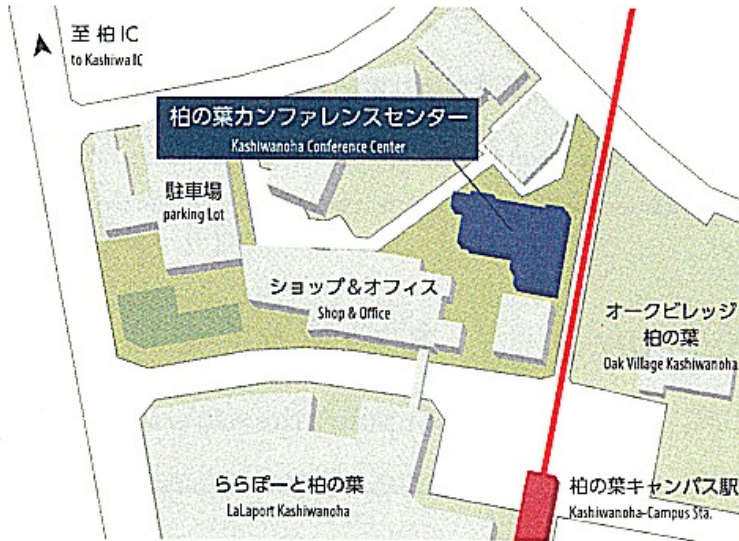 至 柏 IC
to Kashiwa IC
柏の葉カンファレンスセンター
Kashiwanoha Conference Center
駐車場
parking Lot
ショップ＆オフィス
Shop & Office
オークビレッジ
柏の葉
Oak Village Kashiwanoha
ららぽーと柏の葉
LaLaport Kashiwanoha
柏の葉キャンパス駅
Kashiwanoha-Campus Sta.